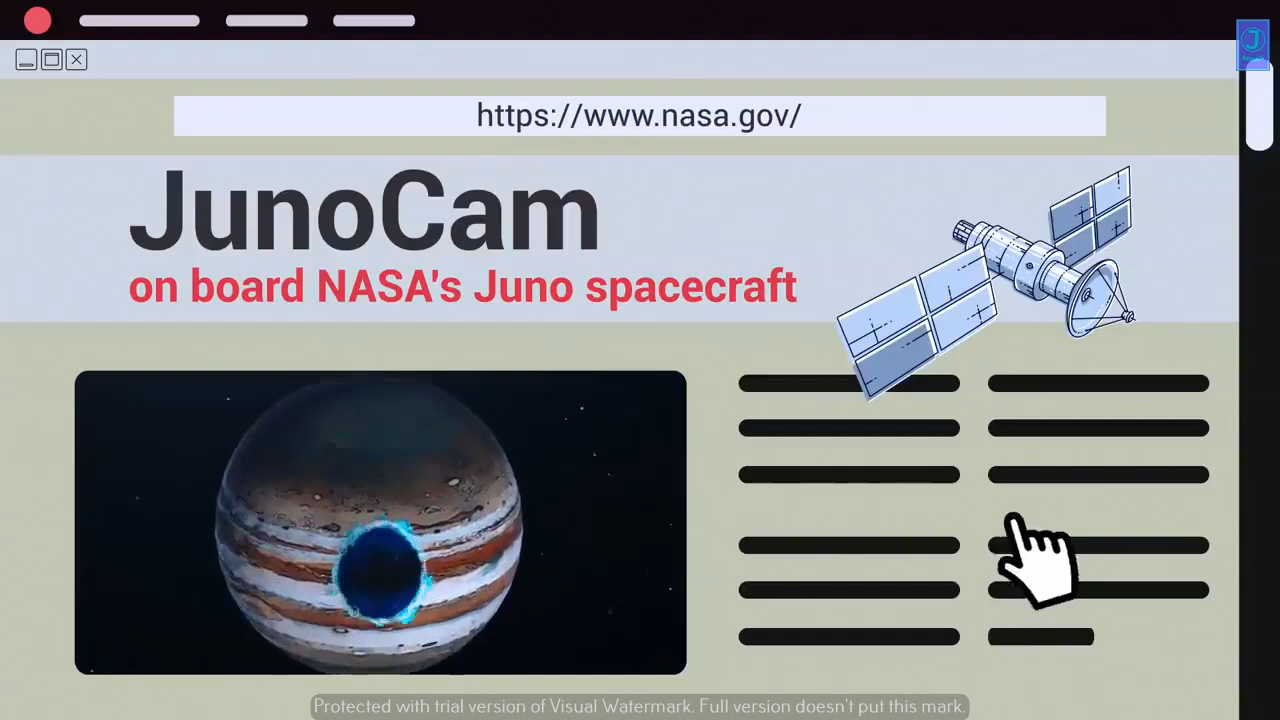 J
https://www.nasa.gov/
JunoCam
on board NASA's Juno spacecraft
Protected with trial version of Visual Watermark. Full version doesn't put this mark.